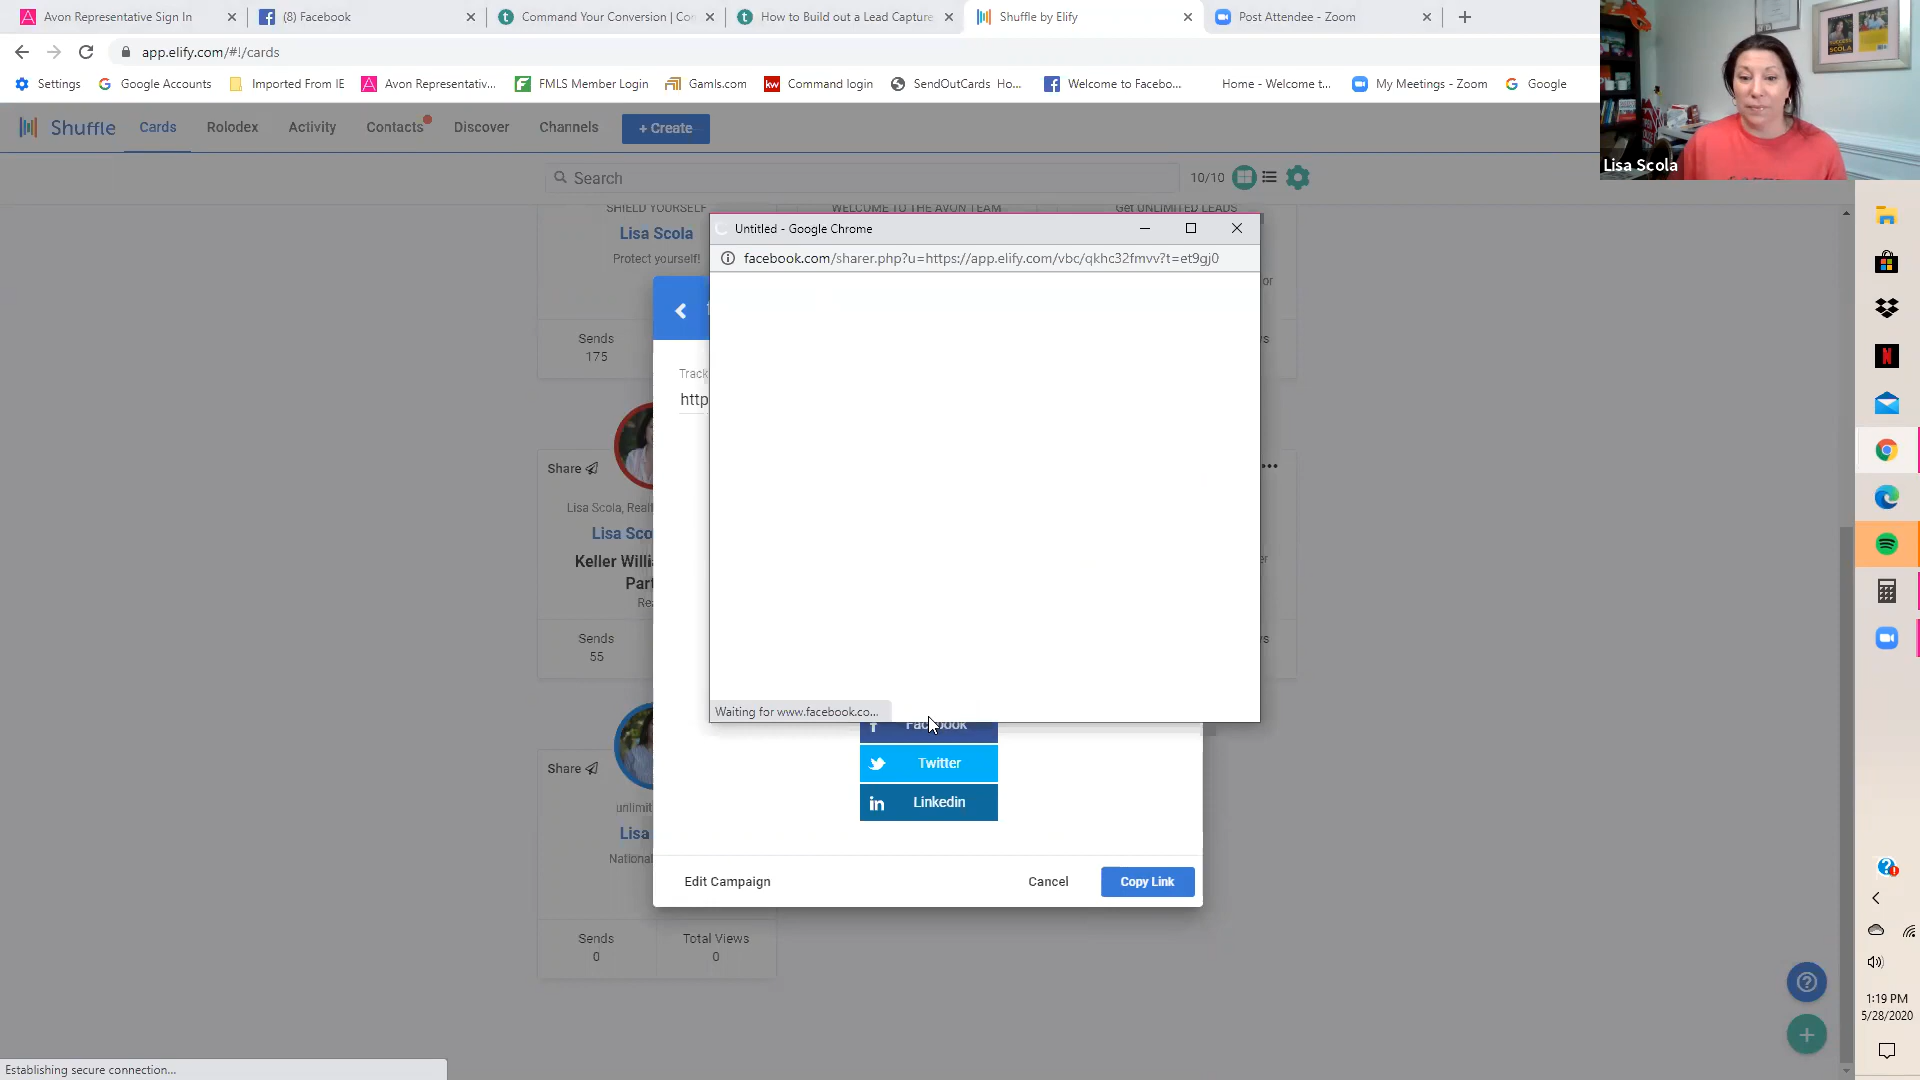 Avon Representative Sign In
(8) Facebook
Command Your Conversion | Co
How to Build out a Lead Capture
Shuffle by Elify
Post Attendee - Zoom
app.elify.com/#!/cards
Settings
Google Accounts
Imported From IE
Avon Representativ...
FMLS Member Login
Gamls.com
Command login
SendOutCards Ho...
Welcome to Facebo...
Home - Welcome t...
My Meetings - Zoom
Google
SUCCESS
SCOLA
Lisa Scola
Shuffle
Cards
Rolodex
Activity
Contacts
Discover
Channels
+ Create
Search
10/10
SHIELD YOURSELF
WELCOME TO THE AVON TEAM
Get UNLIMITED LEADS
Lisa Scola
Protect yourself!
Untitled - Google Chrome
facebook.com/sharer.php?u=https://app.elify.com/vbc/qkhc32fmvv?t=et9gj0
or
Sends
175
Track
http
Share
Lisa Scola, Real
Lisa Sco
Keller Willi
Part
Re
er
Sends
55
Waiting for www.facebook.co...
Facebook
Twitter
Linkedin
Share
unlimit
Lisa
National
Edit Campaign
Cancel
Copy Link
Sends
0
Total Views
0
1:19 PM
5/28/2020
Establishing secure connection...